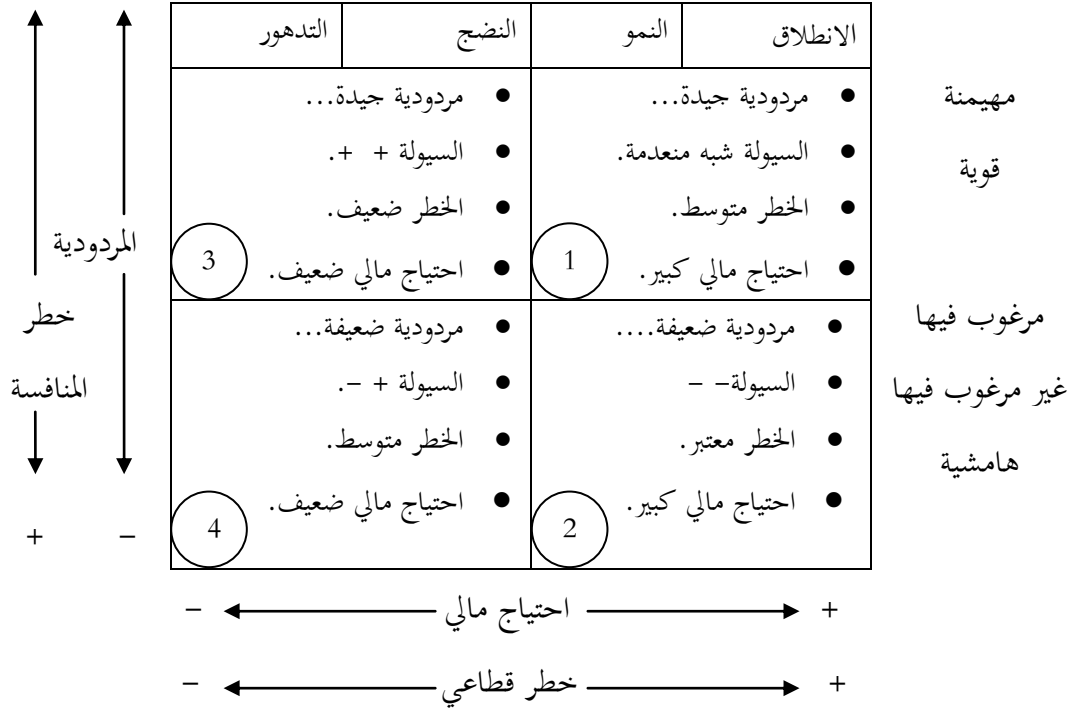 الانطلاق النمو النضج التدهور
مهيمنة
قوية
مرغوب فيها
غير مرغوب فيها
هامشية
● مردودية جيدة...
● السيولة شبه منعدمة.
● الخطر متوسط.
● احتياج مالي كبير.
1
● مردودية جيدة...
● السيولة + +.
● الخطر ضعيف.
● احتياج مالي ضعيف.
3
● مردودية ضعيفة....
● السيولة– –
● الخطر معتبر.
● احتياج مالي كبير.
2
● مردودية ضعيفة...
● السيولة + –.
● الخطر متوسط.
● احتياج مالي ضعيف.
4
المردودية
–
خطر
المنافسة
+
+ احتياج مالي –
+ خطر قطاعي –